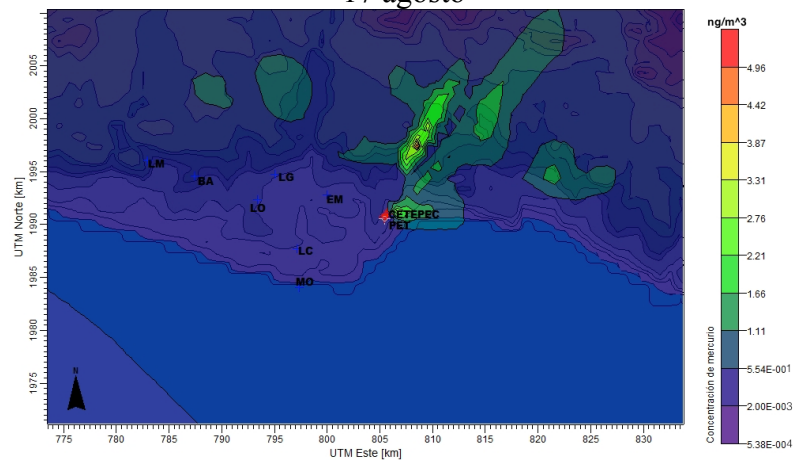 17 agosto
ng/m^3
4.96
4.42
3.87
3.31
2.76
2.21
1.66
1.11
5.54E-001
2.00E-003
5.38E-004
Concentración de mercurio
UTM Norte [km]
2005
2000
1995
1990
1985
1980
1975
LM
BA
LG
LO
EM
PET
LC
MO
N
775
780
785
790
795
800
805
810
815
820
825
830
UTM Este [km]